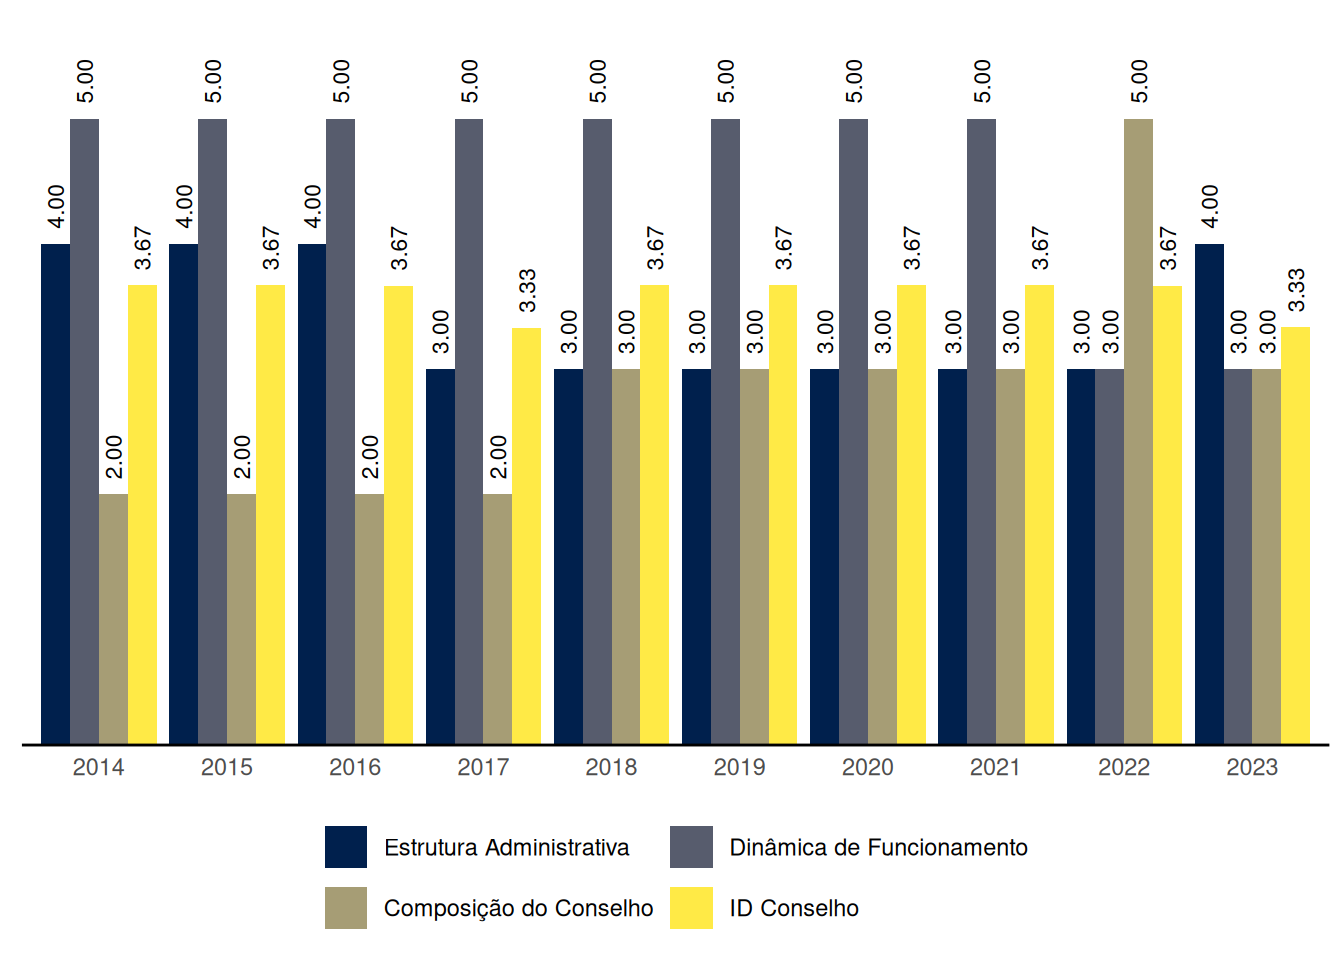 5.00 5.00 5.00 5.00 5.00 5.00 5.00 5.00 5.00
4.00 4.00 4.00 4.00
3.67 3.67 3.67 3.33 3.67 3.67 3.67 3.67 3.67 3.33
3.00 3.00 3.00 3.00 3.00 3.00 3.00 3.00 3.00 3.00 3.00 3.00 3.00
2.00 2.00 2.00 2.00
2014 2015 2016 2017 2018 2019 2020 2021 2022 2023
Estrutura Administrativa Dinâmica de Funcionamento
Composição do Conselho ID Conselho